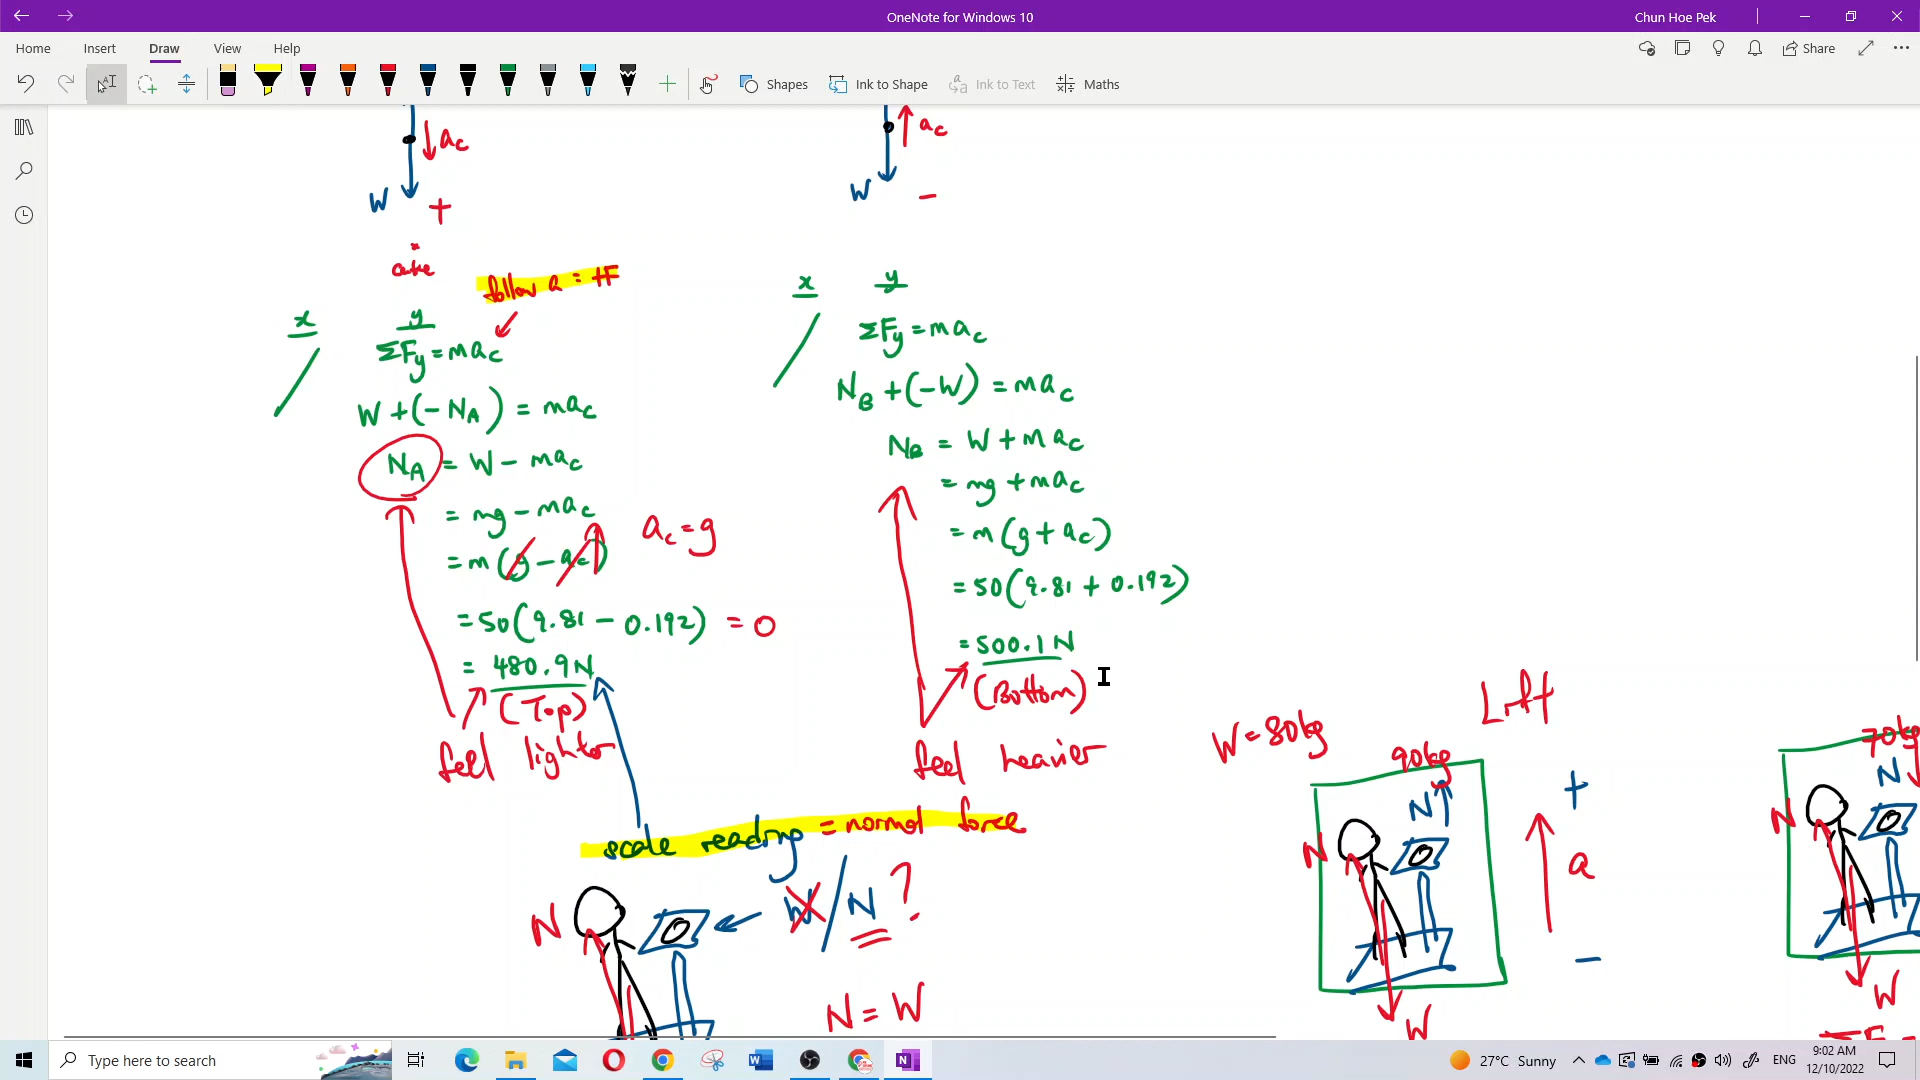 OneNote for Windows 10
Chun Hoe Pek
Home Insert Draw View Help
Share
Shapes
Ink to Shape
Ink to Text
Maths
ac
W
+
follow a = +F
x y
ΣFy = mac
W + (-NA) = mac
NA = W - mac
= mg - mac
= m(g - ac)
ac = g
= 50(9.81 - 0.192) = 0
= 480.9N
(Top)
feel lighter
ac
W
-
x y
ΣFy = mac
NB + (-W) = mac
NB = W + mac
= mg + mac
= m(g + ac)
= 50(9.81 + 0.192)
= 500.1N
(Bottom)
feel heavier
scale reading = normal force
N
W/N?
N = W
Lift
W = 80kg
90kg
N
N
+
a
-
W
70kg
N
N
W
Type here to search
27°C Sunny
ENG
9:02 AM
12/10/2022